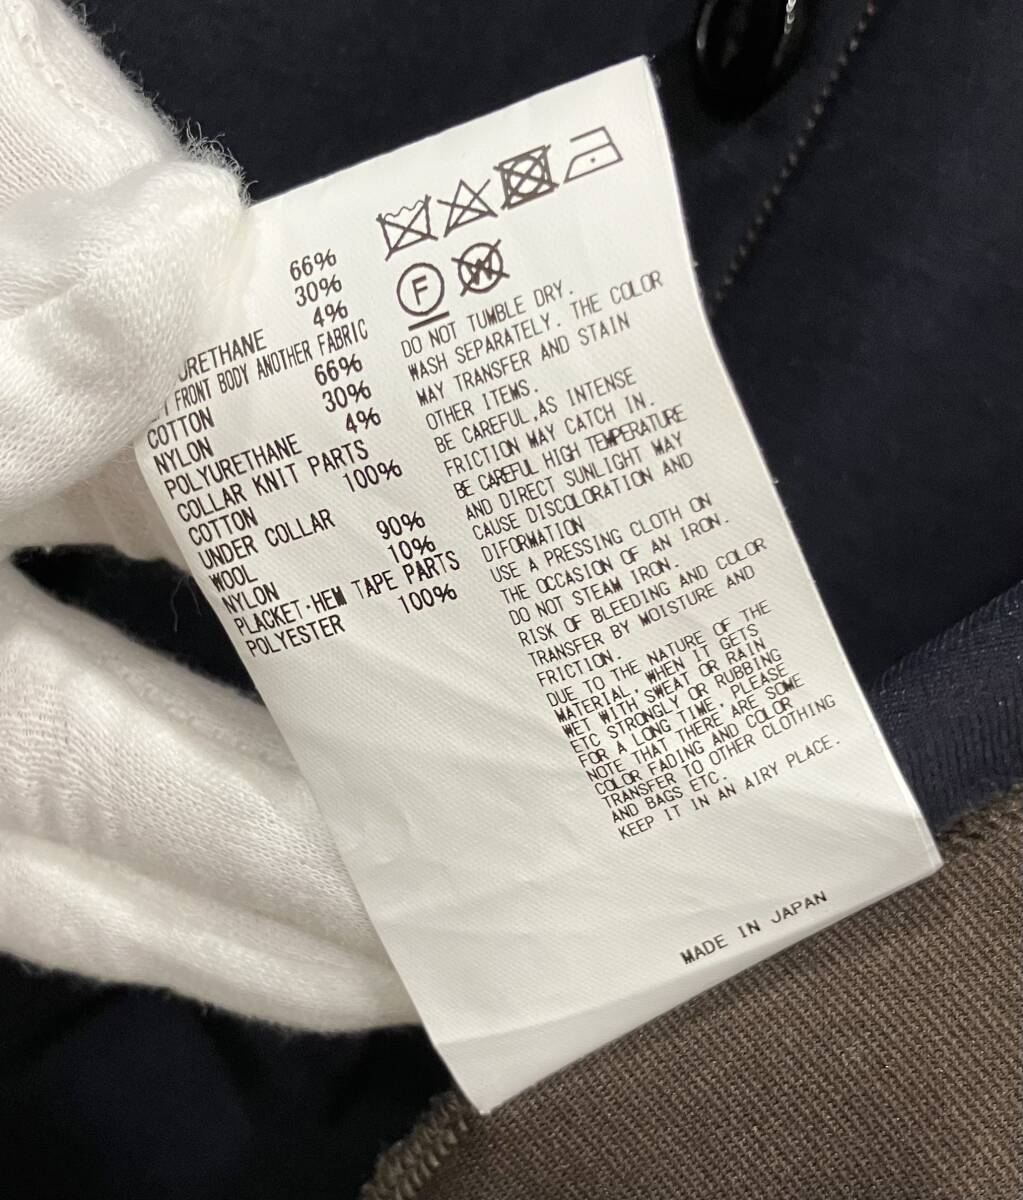 66%
30%
4%
FRONT BODY ANOTHER FABRIC
COTTON 66%
NYLON 30%
POLYURETHANE 4%
COLLAR KNIT PARTS
COTTON 100%
UNDER COLLAR
WOOL 90%
NYLON 10%
PLACKET·HEM TAPE PARTS
POLYESTER 100%
F
W
DO NOT TUMBLE DRY.
WASH SEPARATELY. THE COLOR
MAY TRANSFER AND STAIN
OTHER ITEMS.
BE CAREFUL,AS INTENSE
FRICTION MAY CATCH IN.
BE CAREFUL HIGH TEMPERATURE
AND DIRECT SUNLIGHT MAY
CAUSE DISCOLORATION AND
DIFORMATION.
USE A PRESSING CLOTH ON
THE OCCASION OF AN IRON.
DO NOT STEAM IRON.
RISK OF BLEEDING AND COLOR
TRANSFER BY MOISTURE AND
FRICTION.
DUE TO THE NATURE OF THE
MATERIAL, WHEN IT GETS
WET WITH SWEAT OR RAIN
ETC STRONGLY OR RUBBING
FOR A LONG TIME, PLEASE
NOTE THAT THERE ARE SOME
COLOR FADING AND COLOR
TRANSFER TO OTHER CLOTHING
AND BAGS ETC.
KEEP IT IN AN AIRY PLACE.
MADE IN JAPAN